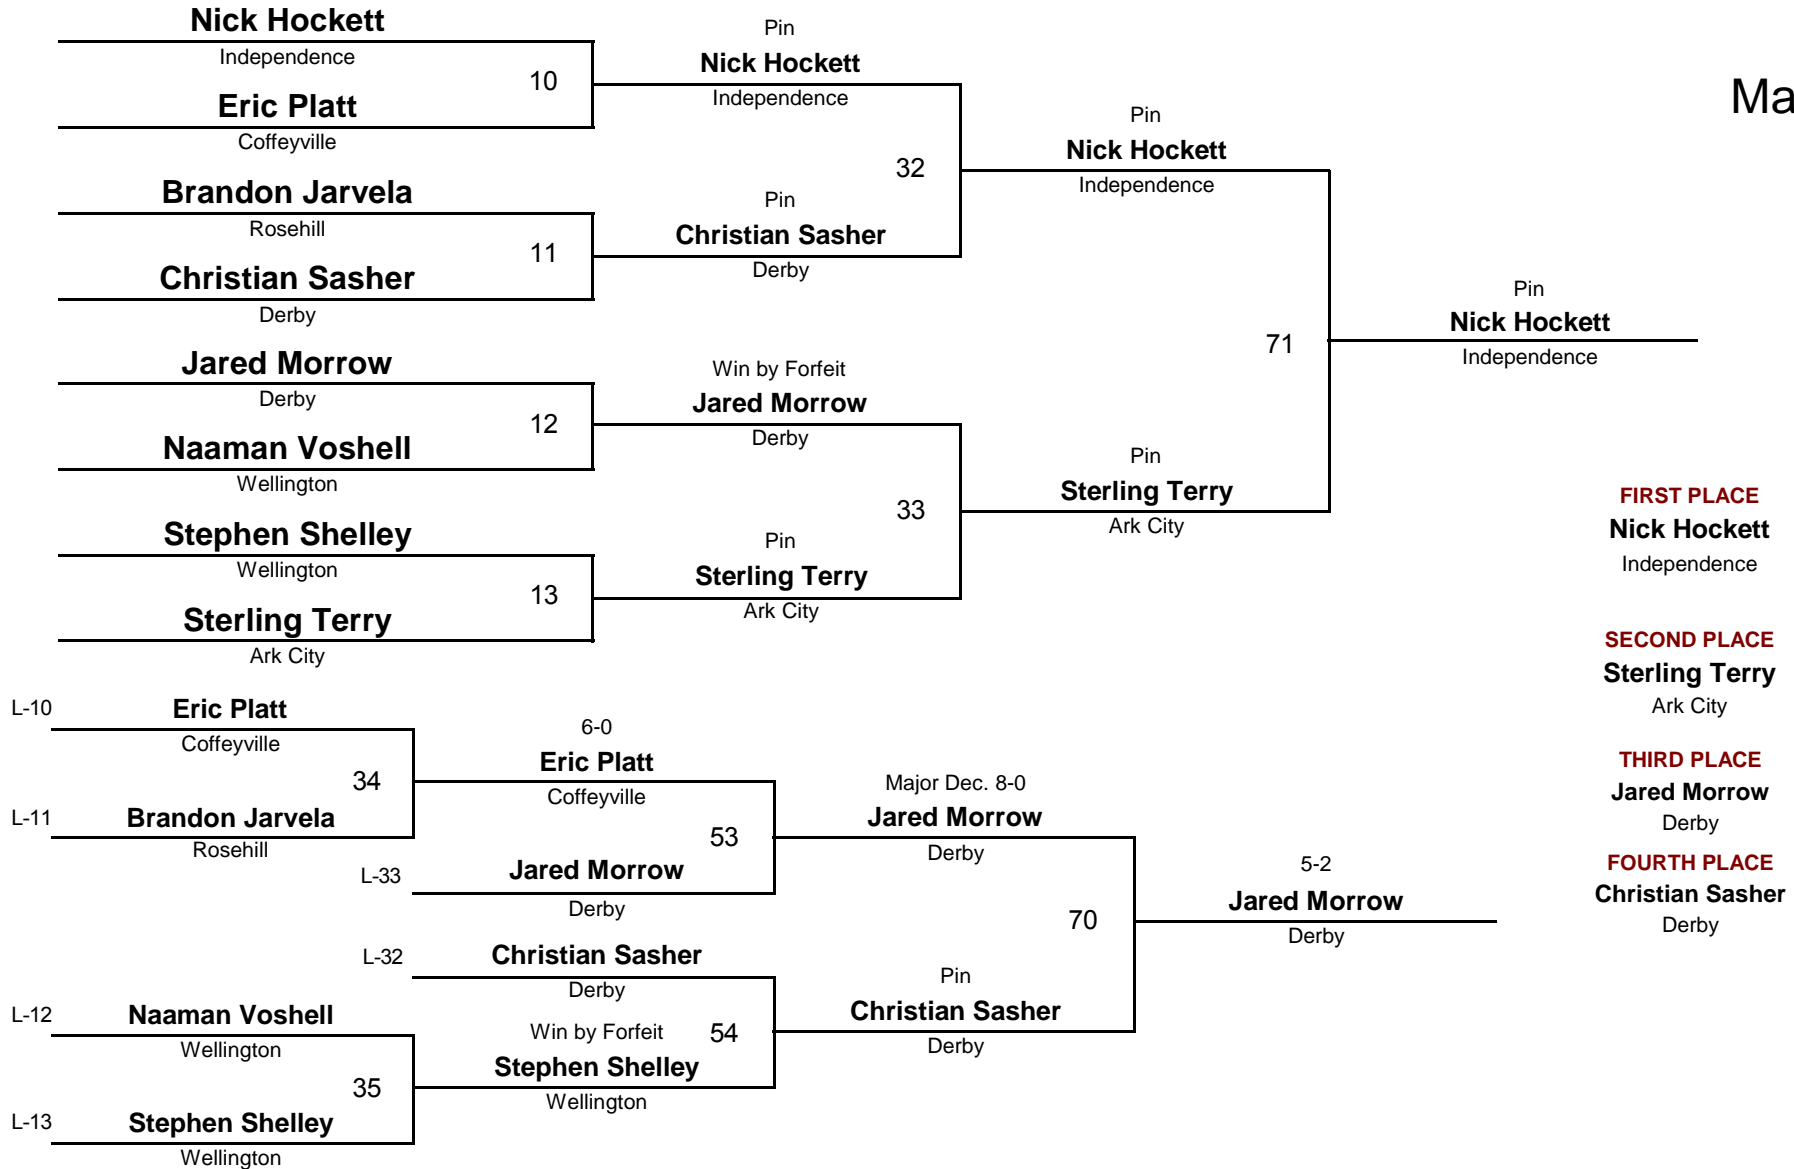 Nick Hockett
Independence
10
Eric Platt
Coffeyville
Brandon Jarvela
Rosehill
11
Christian Sasher
Derby
Jared Morrow
Derby
12
Naaman Voshell
Wellington
Stephen Shelley
Wellington
13
Sterling Terry
Ark City
Pin
Nick Hockett
Independence
32
Pin
Christian Sasher
Derby
Win by Forfeit
Jared Morrow
Derby
33
Pin
Sterling Terry
Ark City
Pin
Nick Hockett
Independence
71
Pin
Sterling Terry
Ark City
Pin
Nick Hockett
Independence
Ma
FIRST PLACE
Nick Hockett
Independence
SECOND PLACE
Sterling Terry
Ark City
THIRD PLACE
Jared Morrow
Derby
FOURTH PLACE
Christian Sasher
Derby
L-10
Eric Platt
Coffeyville
34
L-11
Brandon Jarvela
Rosehill
6-0
Eric Platt
Coffeyville
53
L-33
Jared Morrow
Derby
L-32
Christian Sasher
Derby
54
Win by Forfeit
Stephen Shelley
Wellington
L-12
Naaman Voshell
Wellington
35
L-13
Stephen Shelley
Wellington
Major Dec. 8-0
Jared Morrow
Derby
70
Pin
Christian Sasher
Derby
5-2
Jared Morrow
Derby